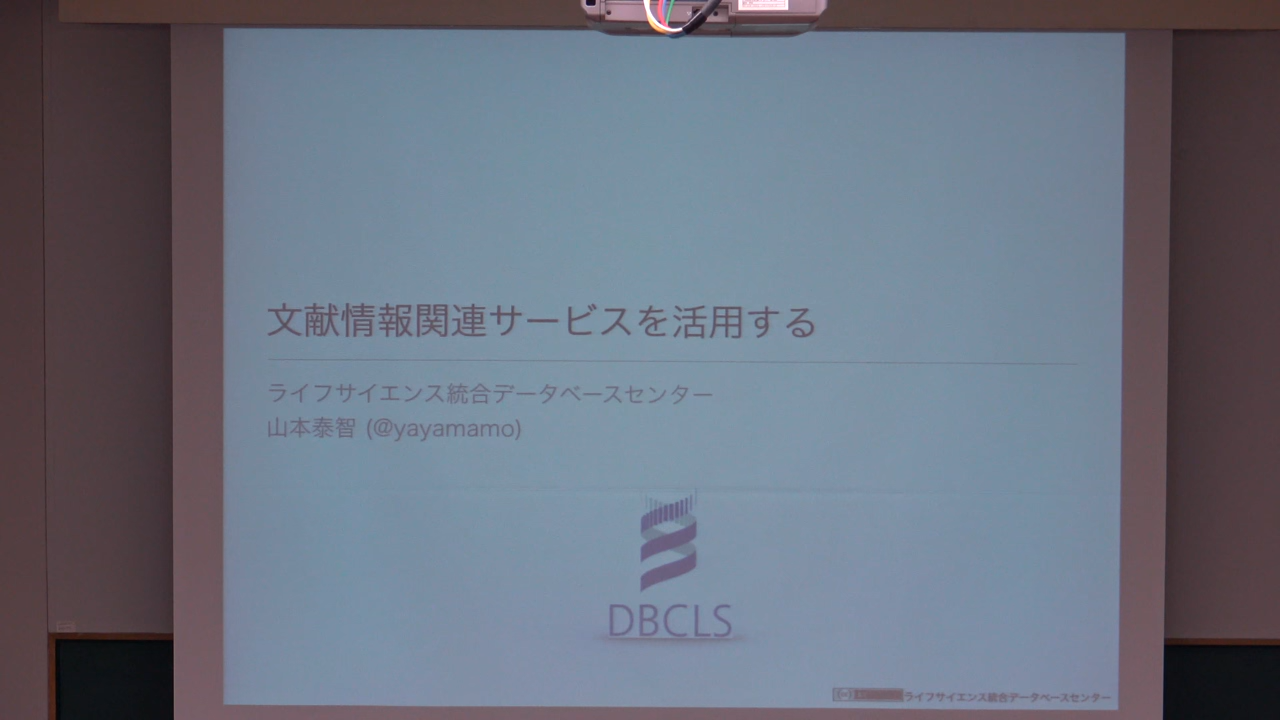 文献情報関連サービスを活用する
ライフサイエンス統合データベースセンター
山本泰智 (@yayamamo)
DBCLS
ライフサイエンス統合データベースセンター